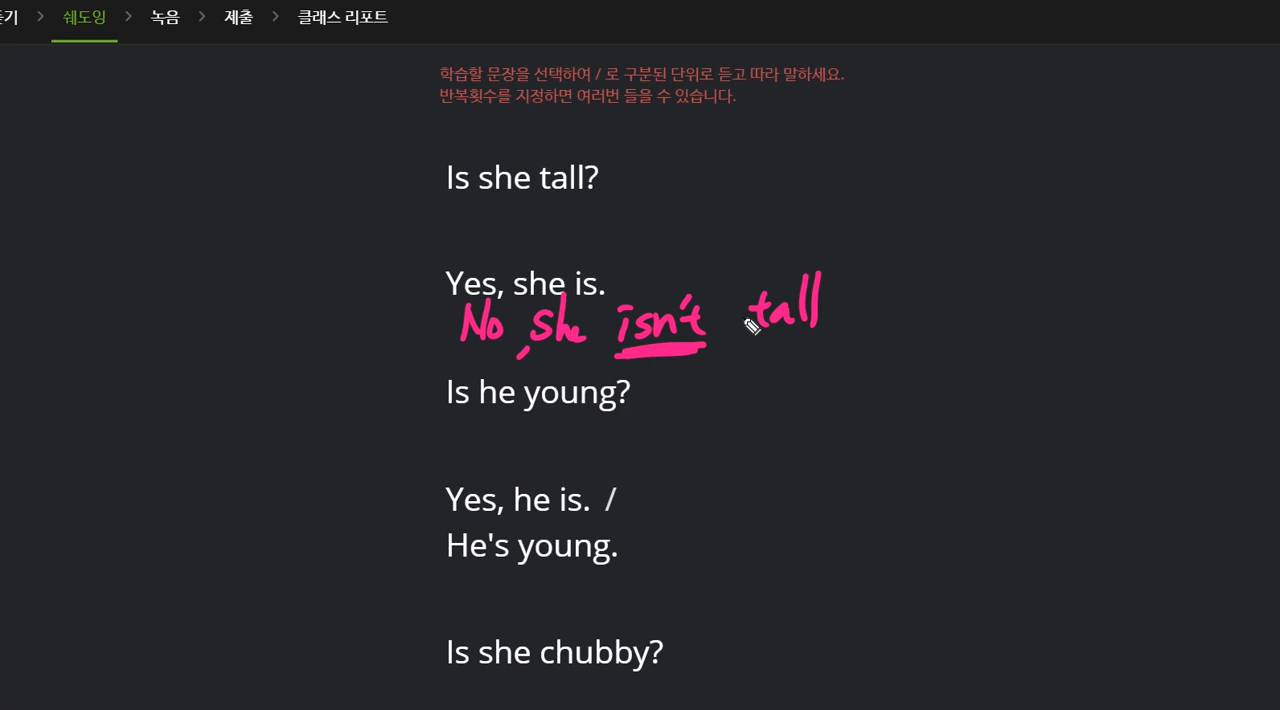 쉐도잉 녹음 제출 클래스 리포트
학습할 문장을 선택하여 / 로 구분된 단위로 듣고 따라 말하세요.
반복횟수를 지정하면 여러번 들을 수 있습니다.
Is she tall?
Yes, she is.
No, she isn't tall
Is he young?
Yes, he is. /
He's young.
Is she chubby?